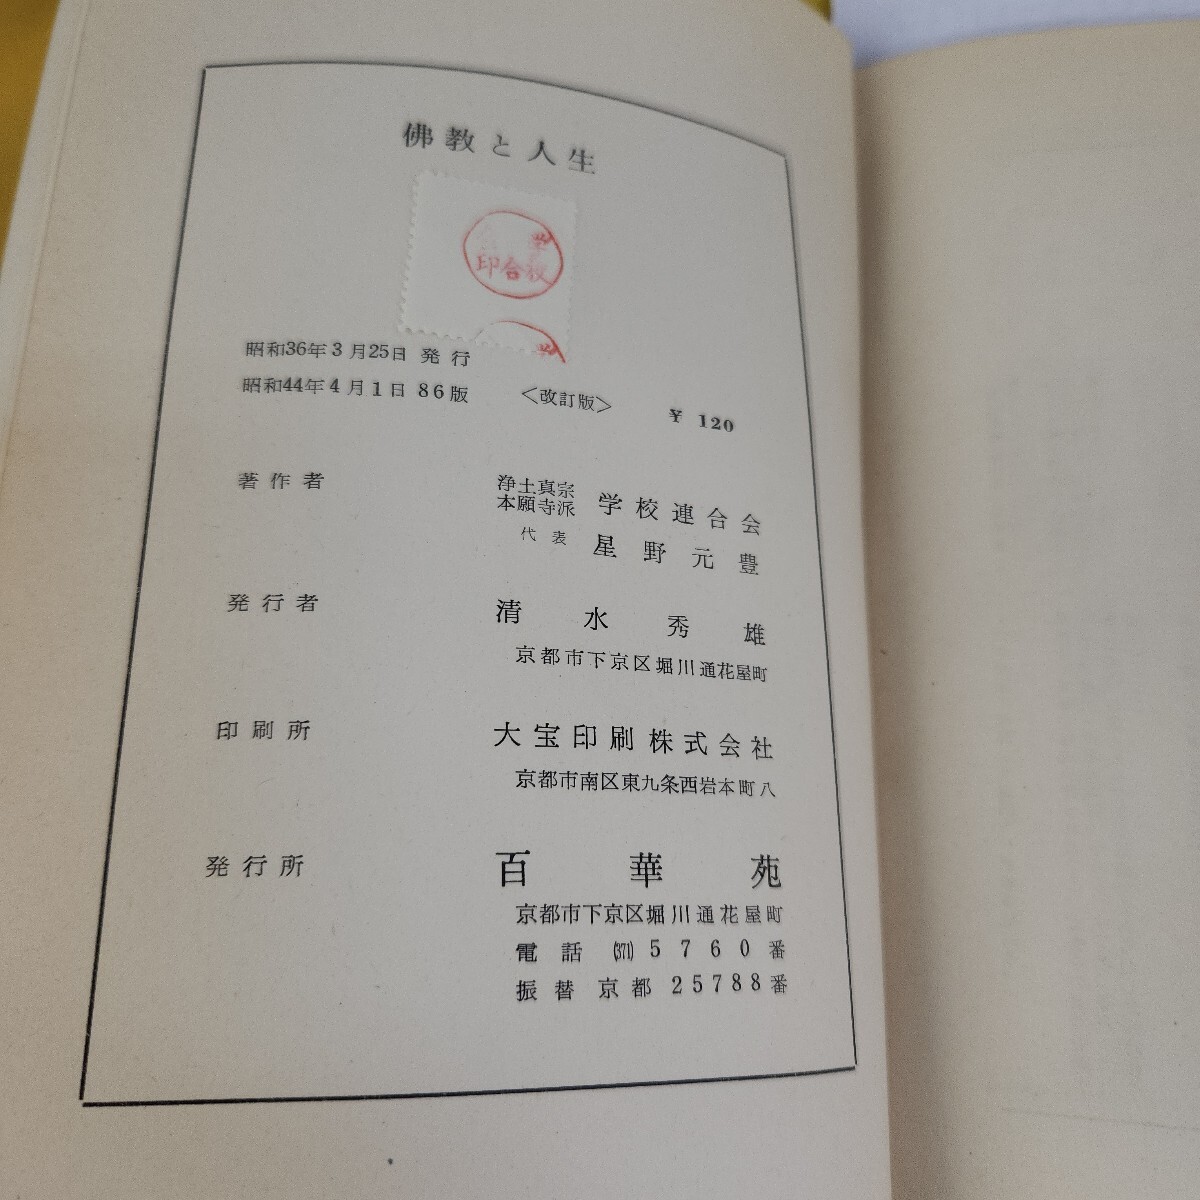 佛教と人生
合
印
昭和36年3月25日 発行
昭和44年4月1日 86版 <改訂版> ¥ 120
著作者 浄土真宗本願寺派 学校連合会
代表 星野元豊
発行者 清水秀雄
京都市下京区堀川通花屋町
印刷所 大宝印刷株式会社
京都市南区東九条西岩本町八
発行所 百華苑
京都市下京区堀川通花屋町
電話 (371) 5760番
振替 京都 25788番